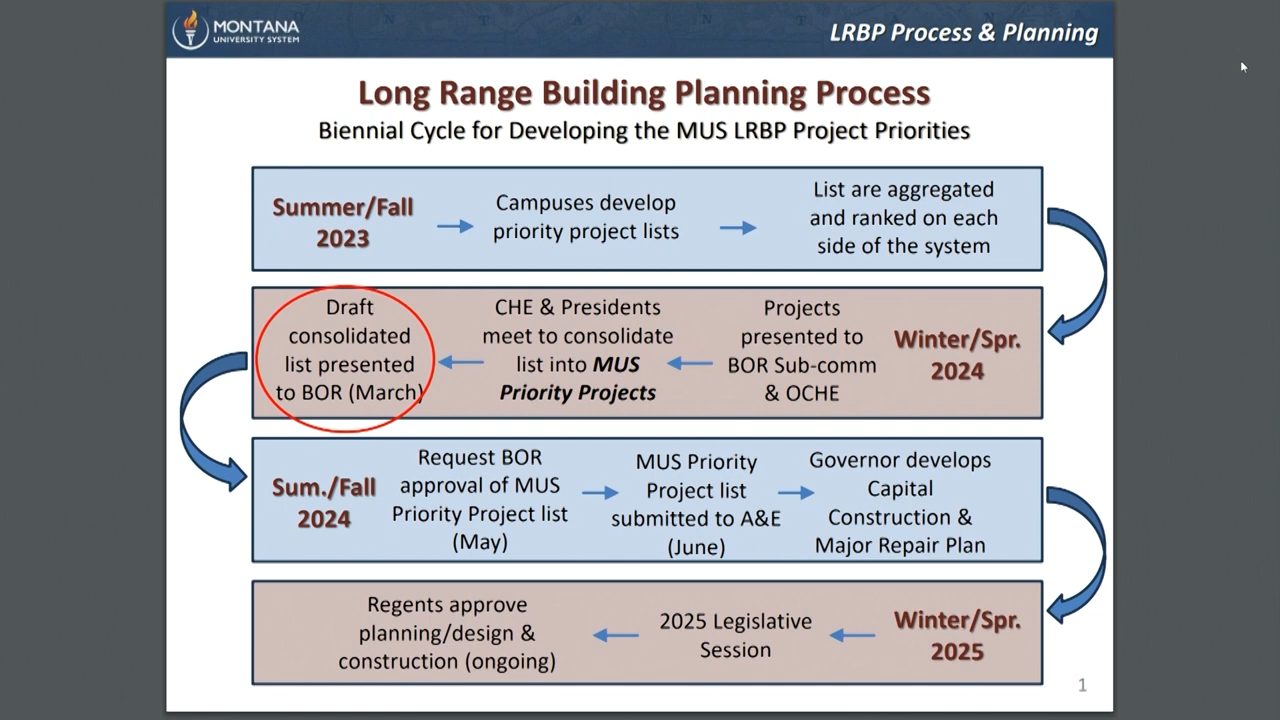 MONTANA
UNIVERSITY SYSTEM
LRBP Process & Planning
Long Range Building Planning Process
Biennial Cycle for Developing the MUS LRBP Project Priorities
Summer/Fall
2023
Campuses develop
priority project lists
List are aggregated
and ranked on each
side of the system
Winter/Spr.
2024
Projects
presented to
BOR Sub-comm
& OCHE
CHE & Presidents
meet to consolidate
list into MUS
Priority Projects
Draft
consolidated
list presented
to BOR (March)
Sum./Fall
2024
Request BOR
approval of MUS
Priority Project list
(May)
MUS Priority
Project list
submitted to A&E
(June)
Governor develops
Capital
Construction &
Major Repair Plan
Winter/Spr.
2025
2025 Legislative
Session
Regents approve
planning/design &
construction (ongoing)
1